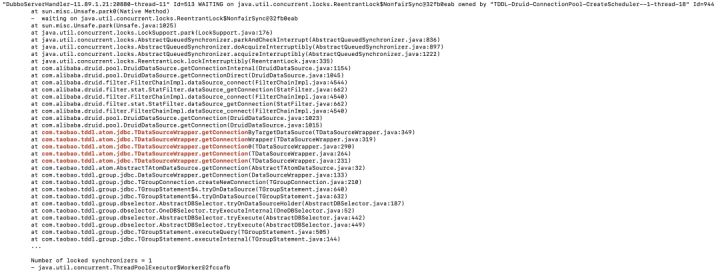 "DubboServerHandler-11.89.1.21:20880-thread-11" Id=513 WAITING on java.util.concurrent.locks.ReentrantLock$NonfairSync@32fb0eab owned by "TDDL-Druid-ConnectionPool-CreateScheduler--1-thread-18" Id=944
at sun.misc.Unsafe.park0(Native Method)
- waiting on java.util.concurrent.locks.ReentrantLock$NonfairSync@32fb0eab
at sun.misc.Unsafe.park(Unsafe.java:1025)
at java.util.concurrent.locks.LockSupport.park(LockSupport.java:176)
at java.util.concurrent.locks.AbstractQueuedSynchronizer.parkAndCheckInterrupt(AbstractQueuedSynchronizer.java:836)
at java.util.concurrent.locks.AbstractQueuedSynchronizer.doAcquireInterruptibly(AbstractQueuedSynchronizer.java:897)
at java.util.concurrent.locks.AbstractQueuedSynchronizer.acquireInterruptibly(AbstractQueuedSynchronizer.java:1222)
at java.util.concurrent.locks.ReentrantLock.lockInterruptibly(ReentrantLock.java:335)
at com.alibaba.druid.pool.DruidDataSource.getConnectionInternal(DruidDataSource.java:1154)
at com.alibaba.druid.pool.DruidDataSource.getConnectionDirect(DruidDataSource.java:1045)
at com.alibaba.druid.filter.FilterChainImpl.dataSource_connect(FilterChainImpl.java:4544)
at com.alibaba.druid.filter.stat.StatFilter.dataSource_getConnection(StatFilter.java:662)
at com.alibaba.druid.filter.FilterChainImpl.dataSource_connect(FilterChainImpl.java:4540)
at com.alibaba.druid.filter.stat.StatFilter.dataSource_getConnection(StatFilter.java:662)
at com.alibaba.druid.filter.FilterChainImpl.dataSource_connect(FilterChainImpl.java:4540)
at com.alibaba.druid.pool.DruidDataSource.getConnection(DruidDataSource.java:1023)
at com.alibaba.druid.pool.DruidDataSource.getConnection(DruidDataSource.java:1015)
at com.taobao.tddl.atom.jdbc.TDataSourceWrapper.getConnectionByTargetDataSource(TDataSourceWrapper.java:349)
at com.taobao.tddl.atom.jdbc.TDataSourceWrapper.getConnectionWrapper(TDataSourceWrapper.java:319)
at com.taobao.tddl.atom.jdbc.TDataSourceWrapper.getConnection0(TDataSourceWrapper.java:290)
at com.taobao.tddl.atom.jdbc.TDataSourceWrapper.getConnection(TDataSourceWrapper.java:264)
at com.taobao.tddl.atom.jdbc.TDataSourceWrapper.getConnection(TDataSourceWrapper.java:231)
at com.taobao.tddl.atom.AbstractTAtomDataSource.getConnection(AbstractTAtomDataSource.java:32)
at com.taobao.tddl.group.jdbc.DataSourceWrapper.getConnection(DataSourceWrapper.java:133)
at com.taobao.tddl.group.jdbc.TGroupConnection.createNewConnection(TGroupConnection.java:210)
at com.taobao.tddl.group.jdbc.TGroupStatement$4.tryOnDataSource(TGroupStatement.java:640)
at com.taobao.tddl.group.jdbc.TGroupStatement$4.tryOnDataSource(TGroupStatement.java:632)
at com.taobao.tddl.group.dbselector.AbstractDBSelector.tryOnDataSourceHolder(AbstractDBSelector.java:187)
at com.taobao.tddl.group.dbselector.OneDBSelector.tryExecuteInternal(OneDBSelector.java:52)
at com.taobao.tddl.group.dbselector.AbstractDBSelector.tryExecute(AbstractDBSelector.java:442)
at com.taobao.tddl.group.dbselector.AbstractDBSelector.tryExecute(AbstractDBSelector.java:449)
at com.taobao.tddl.group.jdbc.TGroupStatement.executeQuery(TGroupStatement.java:505)
at com.taobao.tddl.group.jdbc.TGroupStatement.executeInternal(TGroupStatement.java:144)
...
Number of locked synchronizers = 1
- java.util.concurrent.ThreadPoolExecutor$Worker@2fccafb